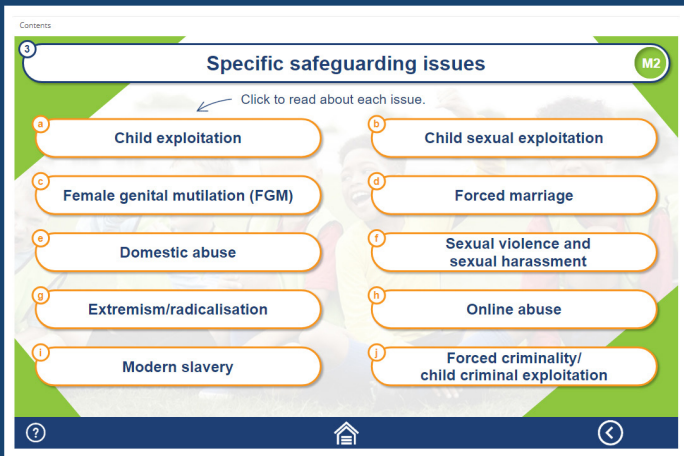 Contents
3
Specific safeguarding issues
M2
Click to read about each issue.
a
Child exploitation
b
Child sexual exploitation
c
Female genital mutilation (FGM)
d
Forced marriage
e
Domestic abuse
f
Sexual violence and
sexual harassment
g
Extremism/radicalisation
h
Online abuse
i
Modern slavery
j
Forced criminality/
child criminal exploitation
?